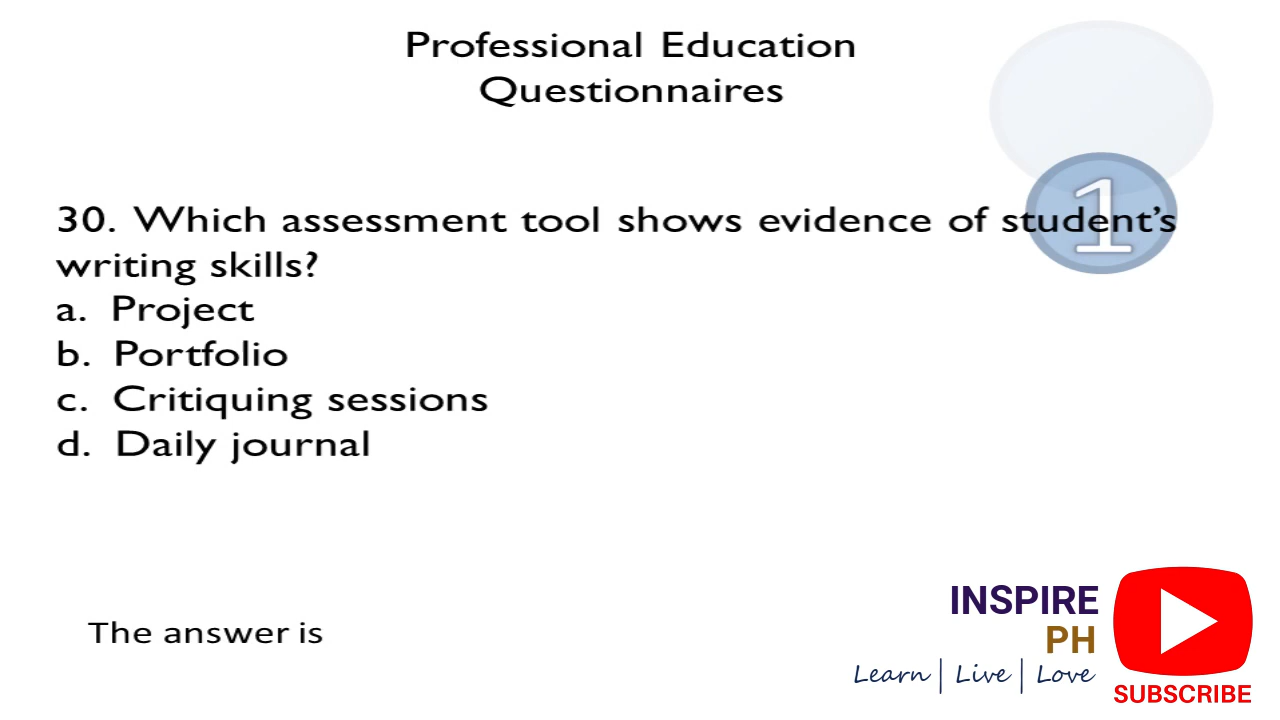 Professional Education
Questionnaires
1
30. Which assessment tool shows evidence of student's
writing skills?
a. Project
b. Portfolio
c. Critiquing sessions
d. Daily journal
The answer is
INSPIRE
PH
Learn | Live | Love
SUBSCRIBE